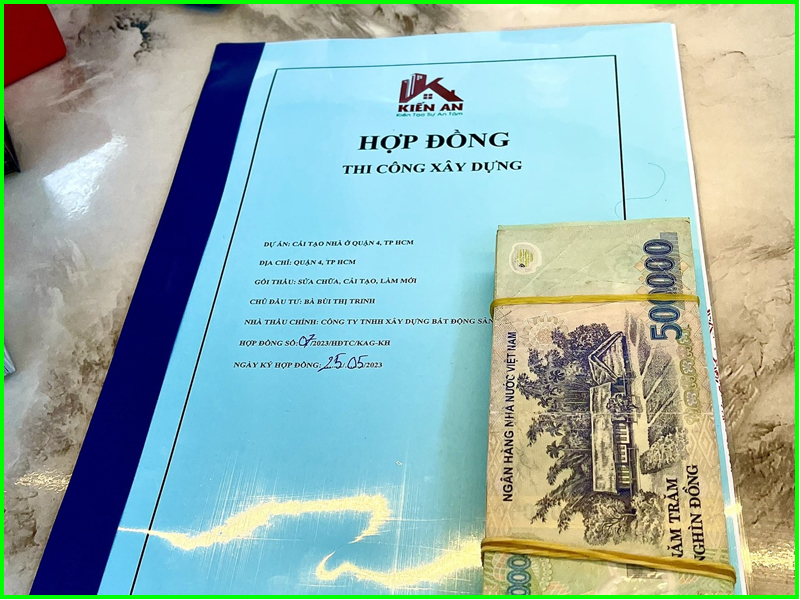 KIẾN AN
Kiến Tạo Sự An Tâm
HỢP ĐỒNG
THI CÔNG XÂY DỰNG
DỰ ÁN: CẢI TẠO NHÀ Ở QUẬN 4, TP HCM
ĐỊA CHỈ: QUẬN 4, TP HCM
GÓI THẦU: SỬA CHỮA, CẢI TẠO, LÀM MỚI
CHỦ ĐẦU TƯ: BÀ BÙI THỊ TRINH
NHÀ THẦU CHÍNH: CÔNG TY TNHH XÂY DỰNG BẤT ĐỘNG SẢN
HỢP ĐỒNG SỐ: 07/2023/HĐTC/KAG-KH
NGÀY KÝ HỢP ĐỒNG: 25/05/2023
500000
NGÂN HÀNG NHÀ NƯỚC VIỆT NAM
NĂM TRĂM
NGHÌN ĐỒNG